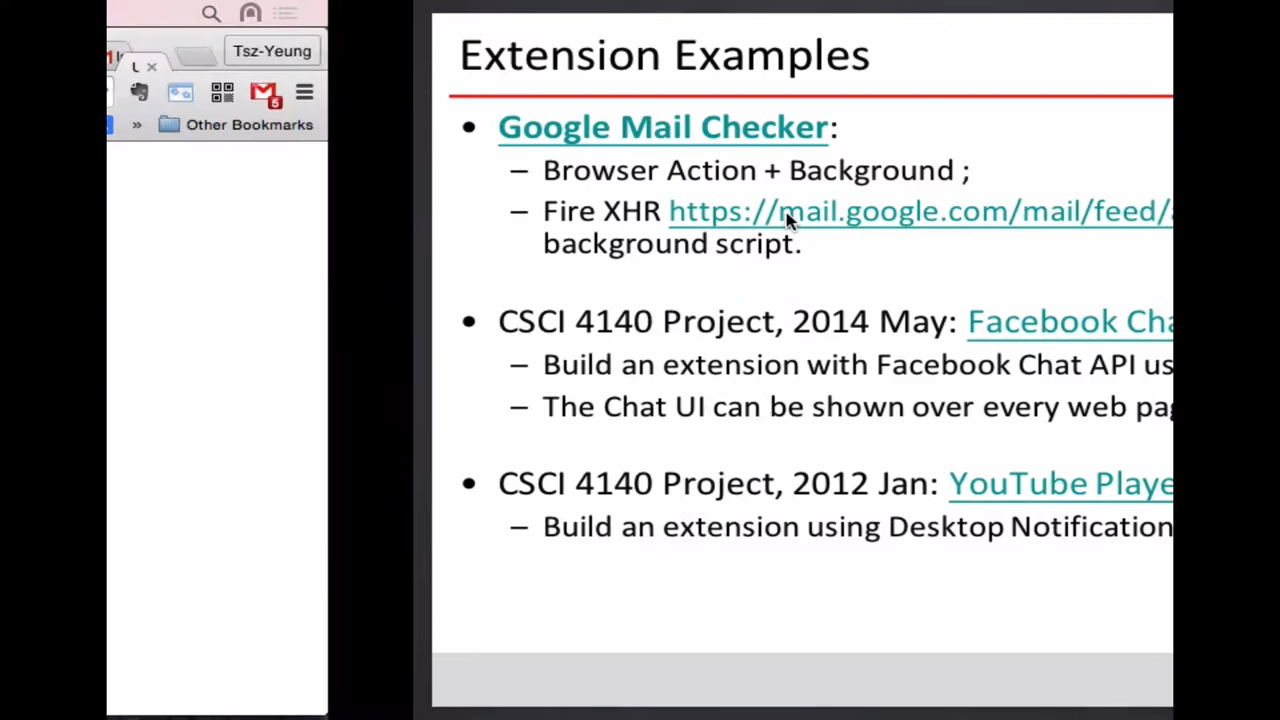 Tsz-Yeung
5
» Other Bookmarks
Extension Examples
• Google Mail Checker:
– Browser Action + Background ;
– Fire XHR https://mail.google.com/mail/feed/
background script.
• CSCI 4140 Project, 2014 May: Facebook Cha
– Build an extension with Facebook Chat API us
– The Chat UI can be shown over every web pag
• CSCI 4140 Project, 2012 Jan: YouTube Playe
– Build an extension using Desktop Notification